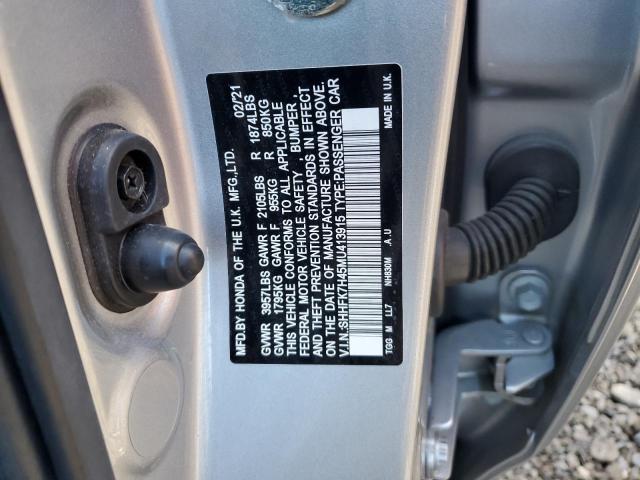 MFD.BY HONDA OF THE U.K. MFG.,LTD. 02/21
GVWR 3957LBS GAWR F 2105LBS R 1874LBS
GVWR 1795KG GAWR F 955KG R 850KG
THIS VEHICLE CONFORMS TO ALL APPLICABLE
FEDERAL MOTOR VEHICLE SAFETY , BUMPER ,
AND THEFT PREVENTION STANDARDS IN EFFECT
ON THE DATE OF MANUFACTURE SHOWN ABOVE.
V.I.N.:SHHFK7H45MU413915 TYPE:PASSENGER CAR
TGG M LL7 NH830M A U MADE IN U.K.